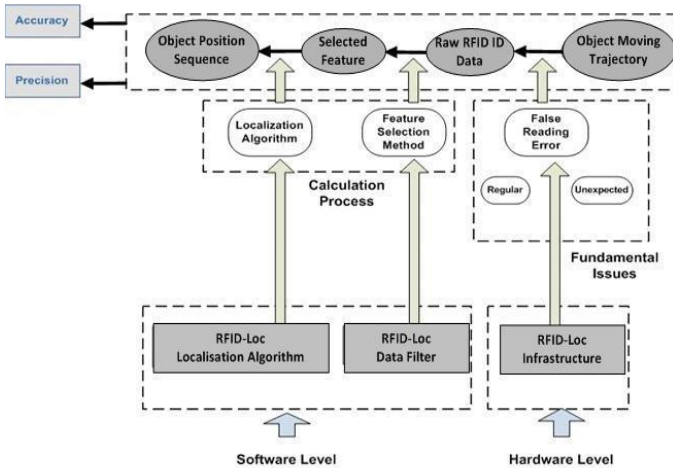 Accuracy
Precision
Object Position
Sequence
Selected
Feature
Raw RFID ID
Data
Object Moving
Trajectory
Localization
Algorithm
Feature
Selection
Method
False
Reading
Error
Regular
Unexpected
Calculation
Process
Fundamental
Issues
RFID-Loc
Localisation Algorithm
RFID-Loc
Data Filter
RFID-Loc
Infrastructure
Software Level
Hardware Level